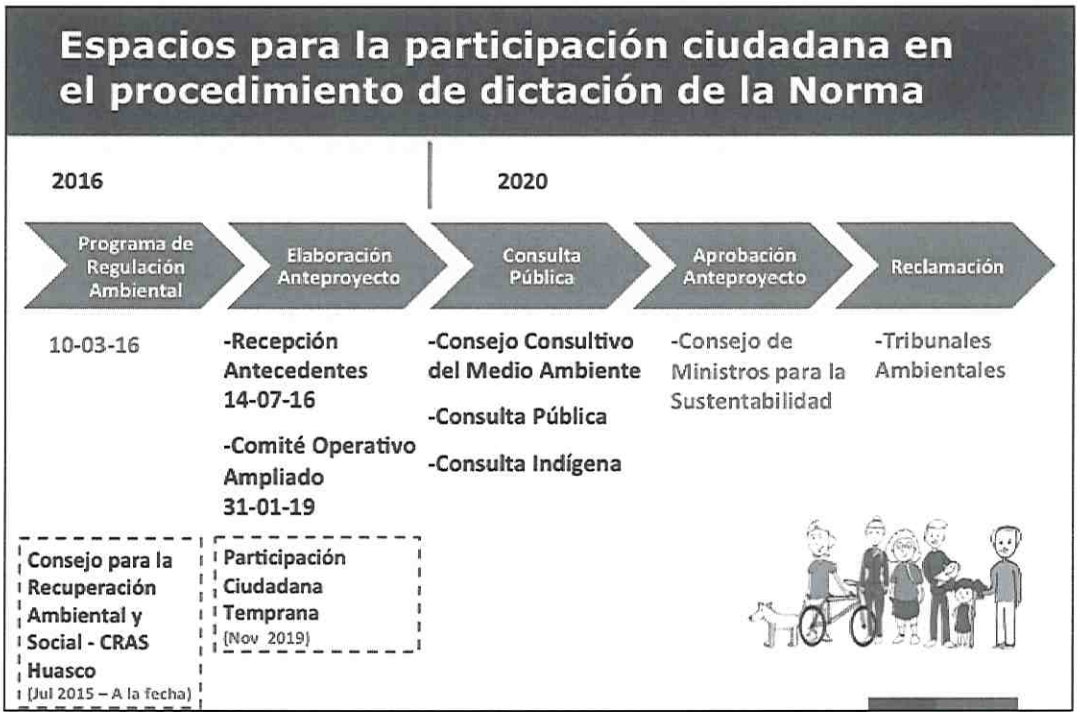 Espacios para la participación ciudadana en
el procedimiento de dictación de la Norma
2016
2020
Programa de
Regulación
Ambiental
Elaboración
Anteproyecto
Consulta
Pública
Aprobación
Anteproyecto
Reclamación
10-03-16
-Recepción
Antecedentes
14-07-16
-Comité Operativo
Ampliado
31-01-19
-Consejo Consultivo
del Medio Ambiente
-Consulta Pública
-Consulta Indígena
-Consejo de
Ministros para la
Sustentabilidad
-Tribunales
Ambientales
Consejo para la
Recuperación
Ambiental y
Social - CRAS
Huasco
(Jul 2015 – A la fecha)
Participación
Ciudadana
Temprana
(Nov 2019)